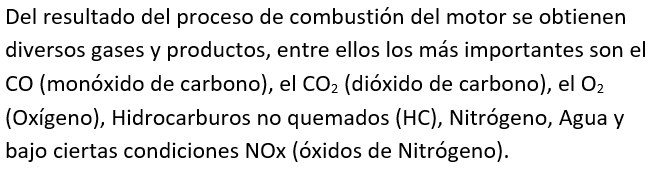 Del resultado del proceso de combustión del motor se obtienen
diversos gases y productos, entre ellos los más importantes son el
CO (monóxido de carbono), el CO₂ (dióxido de carbono), el O₂
(Oxígeno), Hidrocarburos no quemados (HC), Nitrógeno, Agua y
bajo ciertas condiciones NOx (óxidos de Nitrógeno).